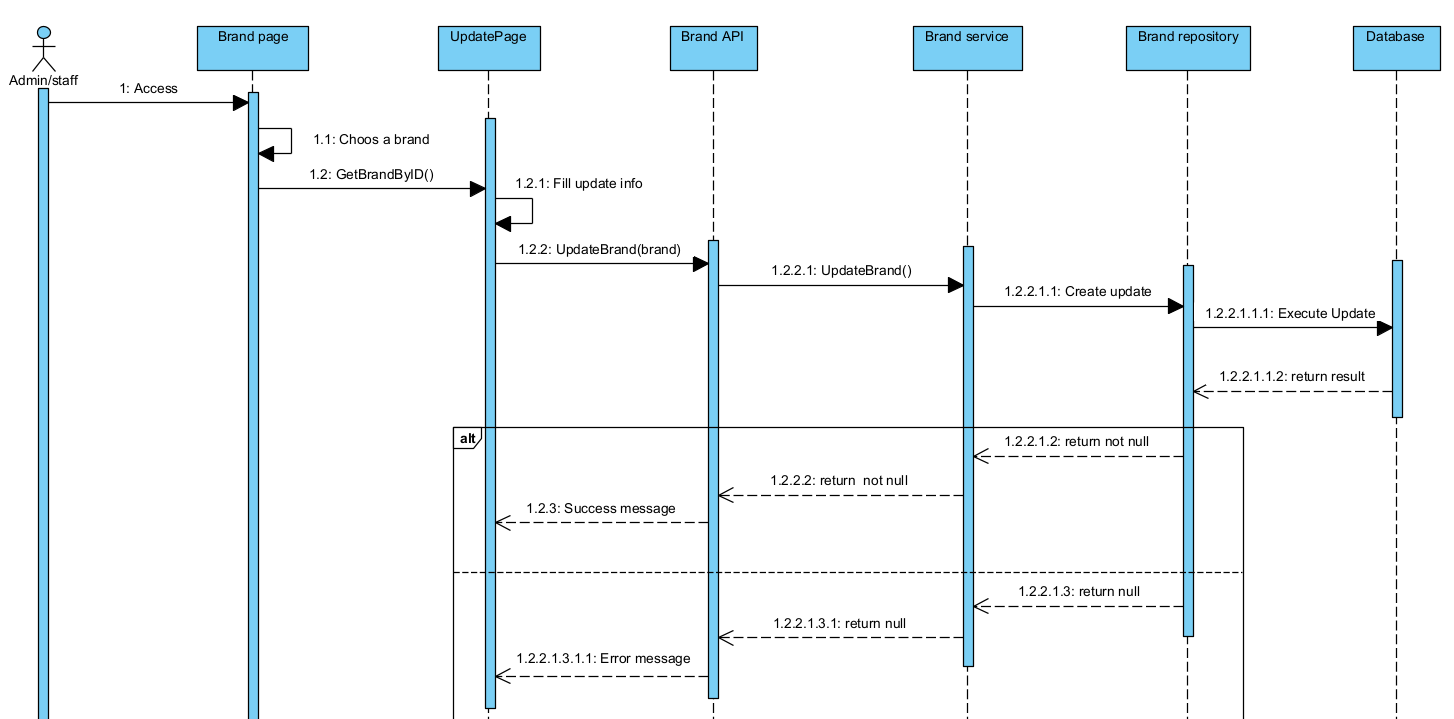 Brand page
UpdatePage
Brand API
Brand service
Brand repository
Database
Admin/staff
1: Access
1.1: Choos a brand
1.2: GetBrandByID()
1.2.1: Fill update info
1.2.2: UpdateBrand(brand)
1.2.2.1: UpdateBrand()
1.2.2.1.1: Create update
1.2.2.1.1.1: Execute Update
1.2.2.1.1.2: return result
alt
1.2.2.1.2: return not null
1.2.2.2: return  not null
1.2.3: Success message
1.2.2.1.3: return null
1.2.2.1.3.1: return null
1.2.2.1.3.1.1: Error message